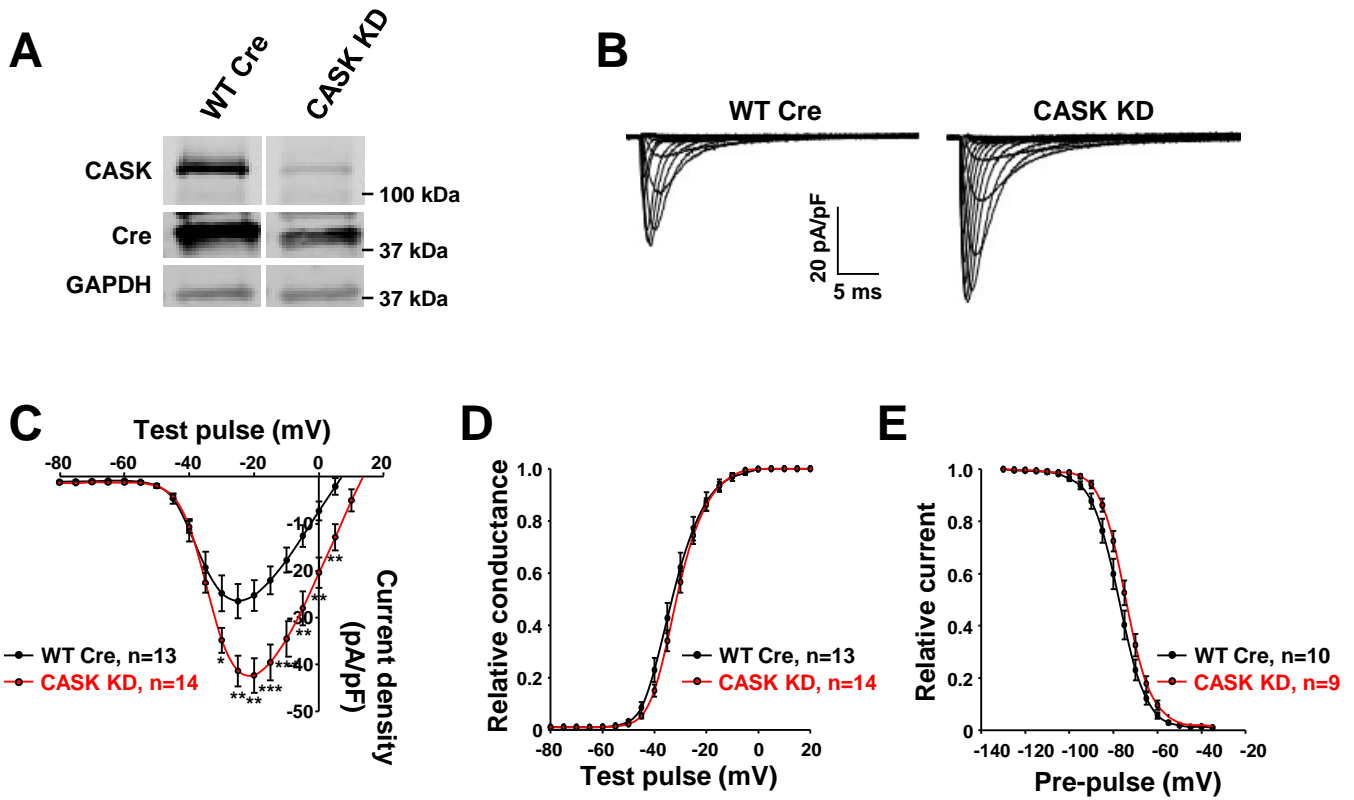 A
WT Cre
CASK KD
CASK
100 kDa
Cre
37 kDa
GAPDH
37 kDa
B
WT Cre
CASK KD
20 pA/pF
5 ms
C
Test pulse (mV)
-80 -60 -40 -20 0 20
-10
-20
-30
-40
-50
Current density
(pA/pF)
* ** ** *** *** ** ** **
WT Cre, n=13
CASK KD, n=14
D
Relative conductance
1.0
0.8
0.6
0.4
0.2
0
-80 -60 -40 -20 0 20
Test pulse (mV)
WT Cre, n=13
CASK KD, n=14
E
Relative current
1.0
0.8
0.6
0.4
0.2
0
-140 -120 -100 -80 -60 -40 -20
Pre-pulse (mV)
WT Cre, n=10
CASK KD, n=9